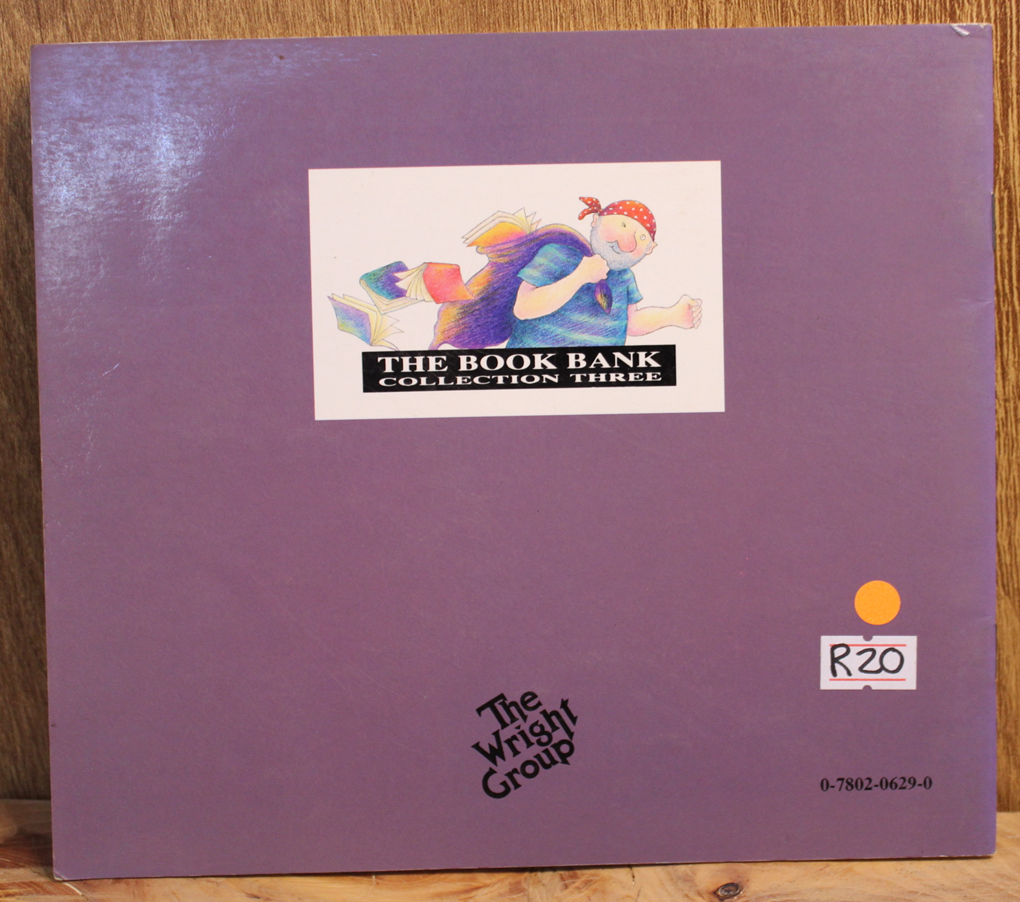 THE BOOK BANK
COLLECTION THREE
R20
The
Wright
Group
0-7802-0629-0